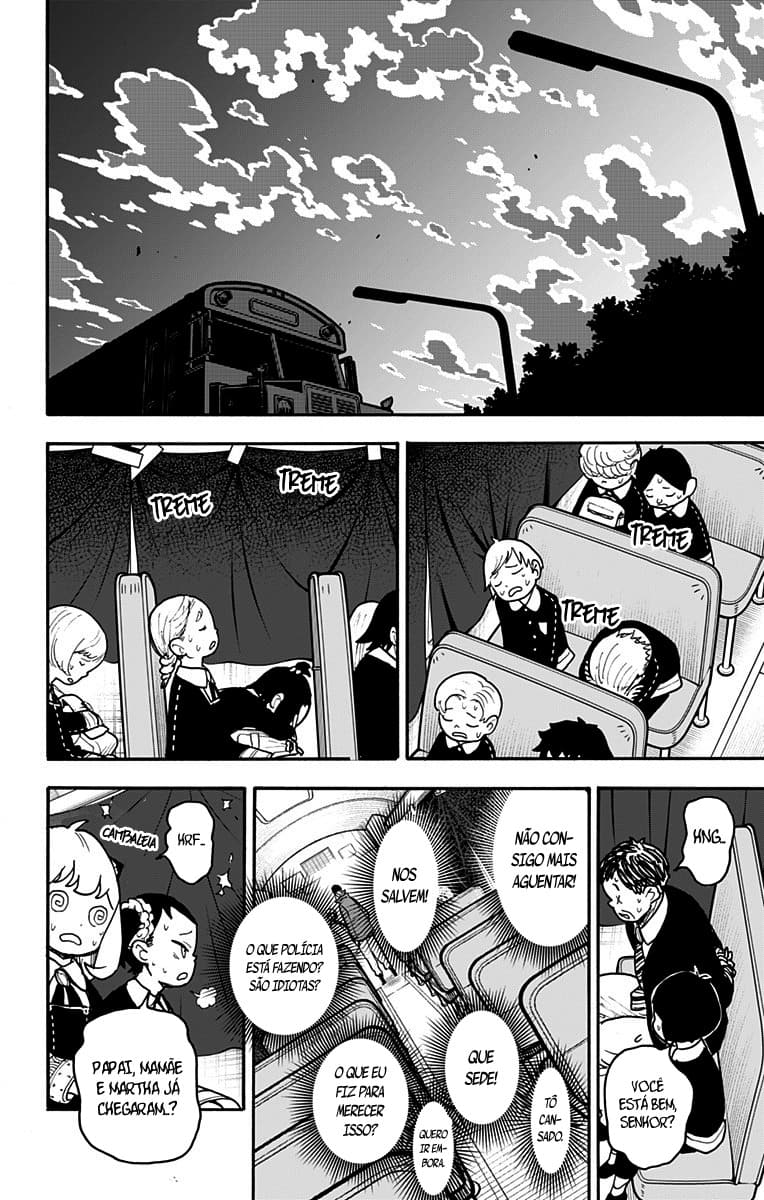 TREME
TREME
TREME
TREME
HNG...
VOCÊ
ESTÁ BEM,
SENHOR?
NÃO CON-
SIGO MAIS
AGUENTAR!
NOS
SALVEM!
O QUE POLÍCIA
ESTÁ FAZENDO?
SÃO IDIOTAS?
QUE
SEDE!
TÔ
CAN-
SADO.
O QUE EU
FIZ PARA
MERECER
ISSO?
QUERO
IR EM-
BORA.
HRF...
CAMBALEIA
PAPAI, MAMÃE
E MARTHA JÁ
CHEGARAM..?